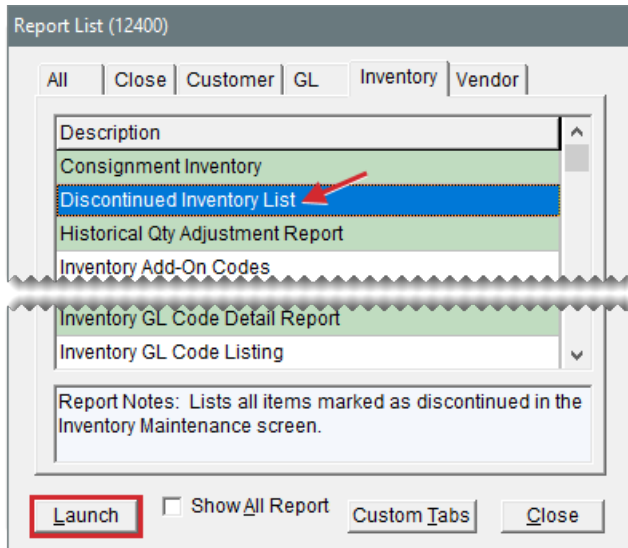 Report List (12400)
All Close Customer GL Inventory Vendor
Description
Consignment Inventory
Discontinued Inventory List
Historical Qty Adjustment Report
Inventory Add-On Codes
Inventory GL Code Detail Report
Inventory GL Code Listing
Report Notes: Lists all items marked as discontinued in the
Inventory Maintenance screen.
Launch Show All Report Custom Tabs Close